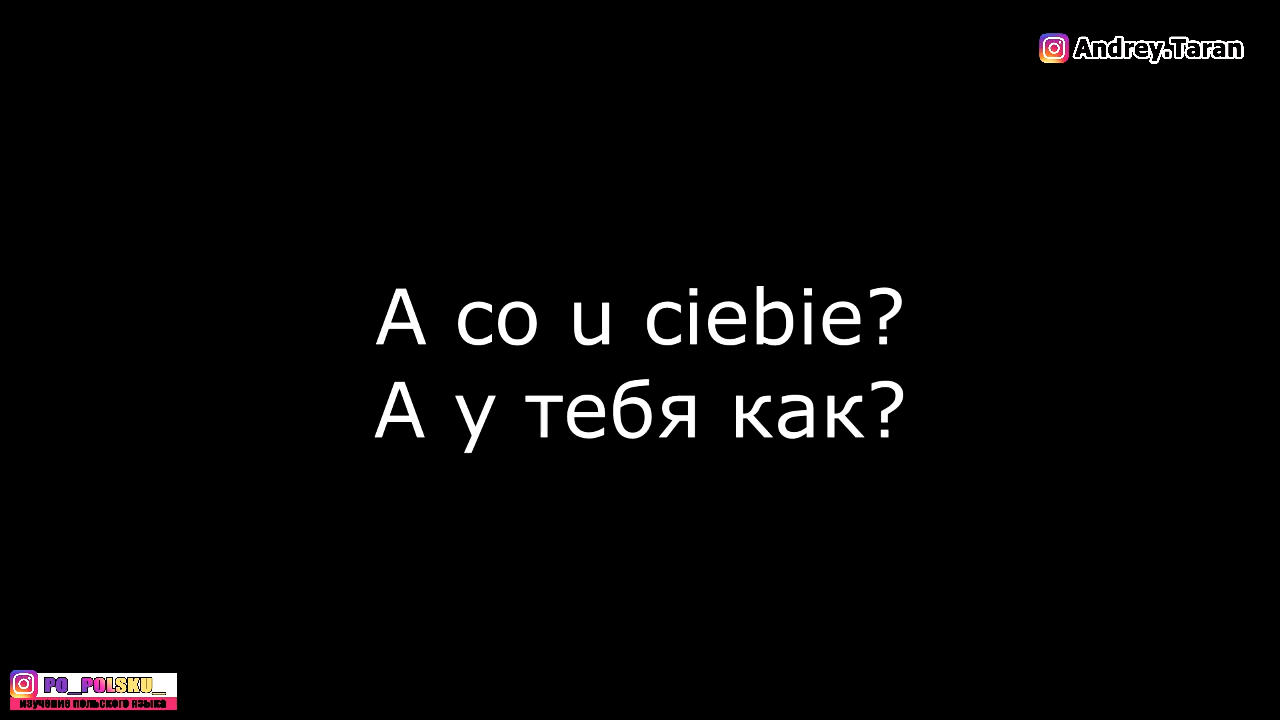 Andrey.Taran
A co u ciebie?
А у тебя как?
PO_POLSKU_
изучение польского языка